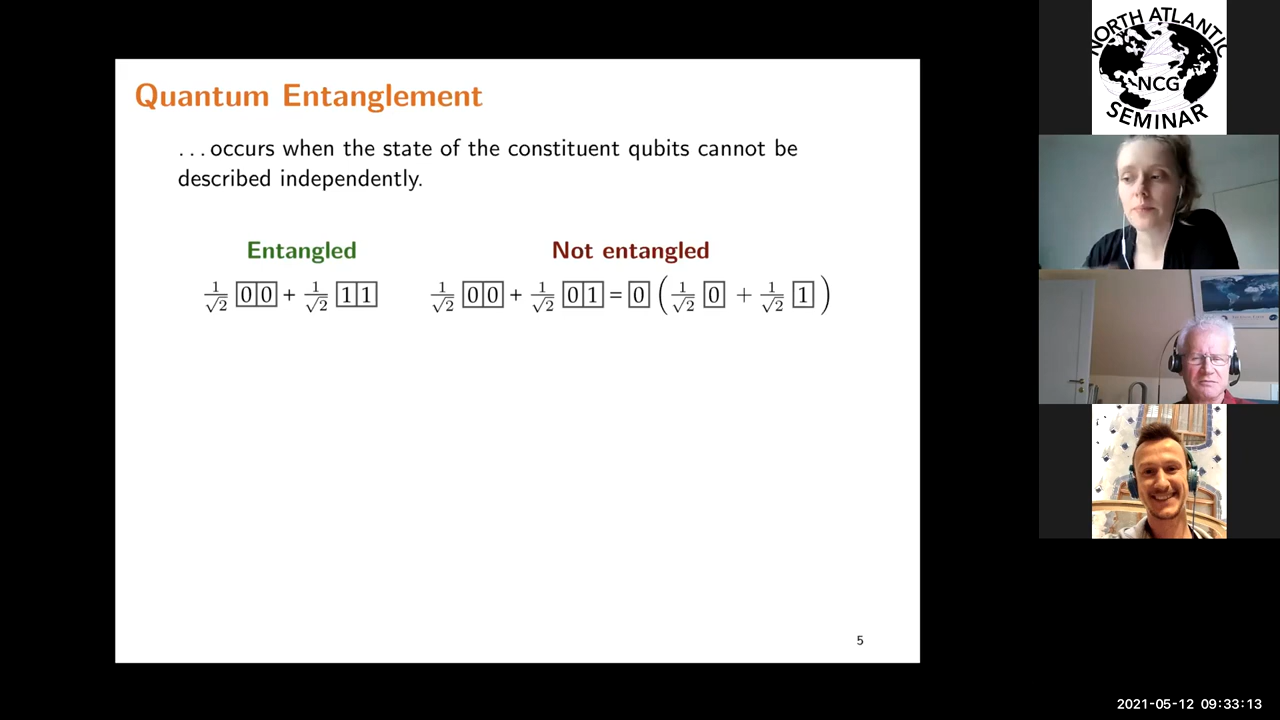 Quantum Entanglement
...occurs when the state of the constituent qubits cannot be
described independently.
Entangled
Not entangled
1/√2 00 + 1/√2 11
1/√2 00 + 1/√2 01 = 0 ( 1/√2 0 + 1/√2 1 )
5
NORTH ATLANTIC
NCG
SEMINAR
2021-05-12 09:33:13